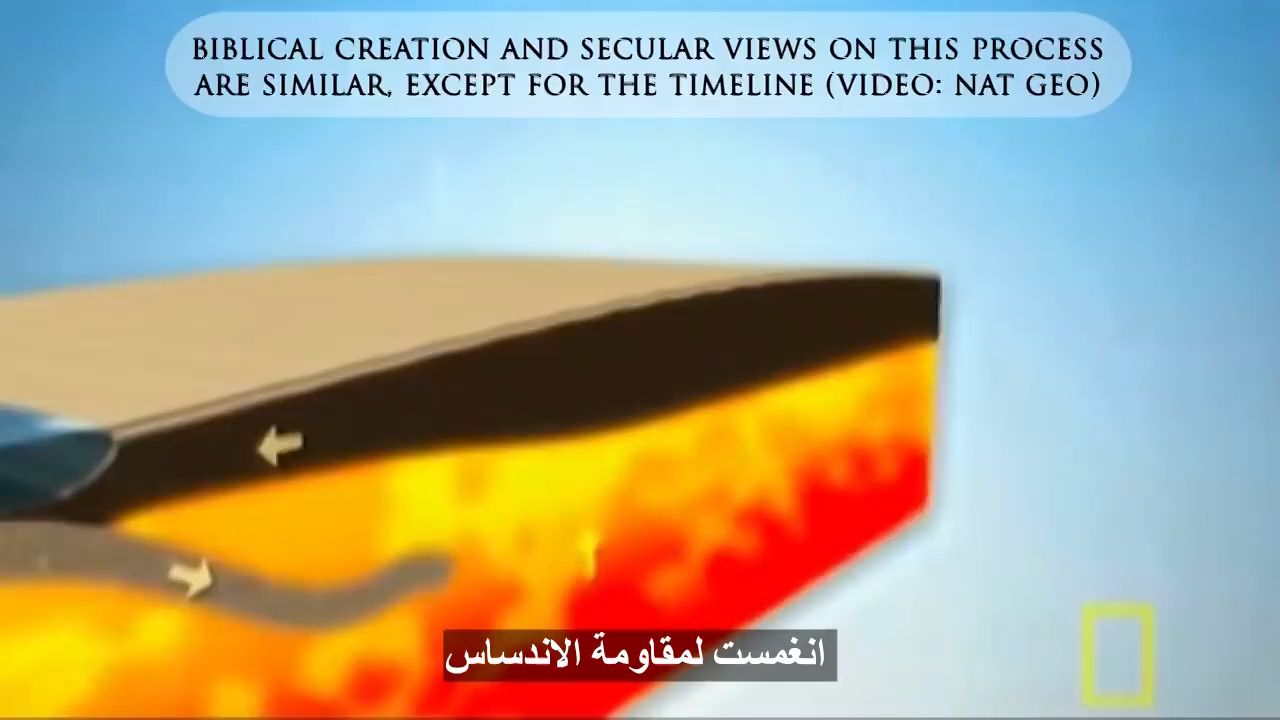 BIBLICAL CREATION AND SECULAR VIEWS ON THIS PROCESS
ARE SIMILAR, EXCEPT FOR THE TIMELINE (VIDEO: NAT GEO)
انغمست لمقاومة الاندساس